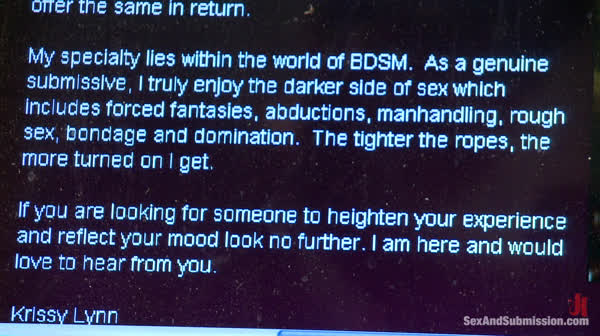 offer the same in return.
My specialty lies within the world of BDSM. As a genuine
submissive, I truly enjoy the darker side of sex which
includes forced fantasies, abductions, manhandling, rough
sex, bondage and domination. The tighter the ropes, the
more turned on I get.
If you are looking for someone to heighten your experience
and reflect your mood look no further. I am here and would
love to hear from you.
Krissy Lynn
SexAndSubmission.com